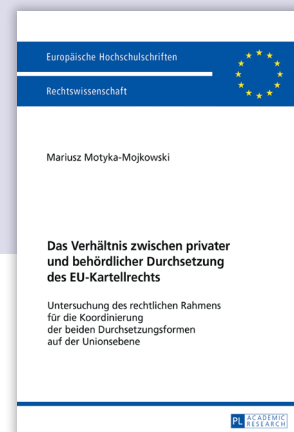 Europäische Hochschulschriften
Rechtswissenschaft
Mariusz Motyka-Mojkowski
Das Verhältnis zwischen privater
und behördlicher Durchsetzung
des EU-Kartellrechts
Untersuchung des rechtlichen Rahmens
für die Koordinierung
der beiden Durchsetzungsformen
auf der Unionsebene
PL ACADEMIC
RESEARCH